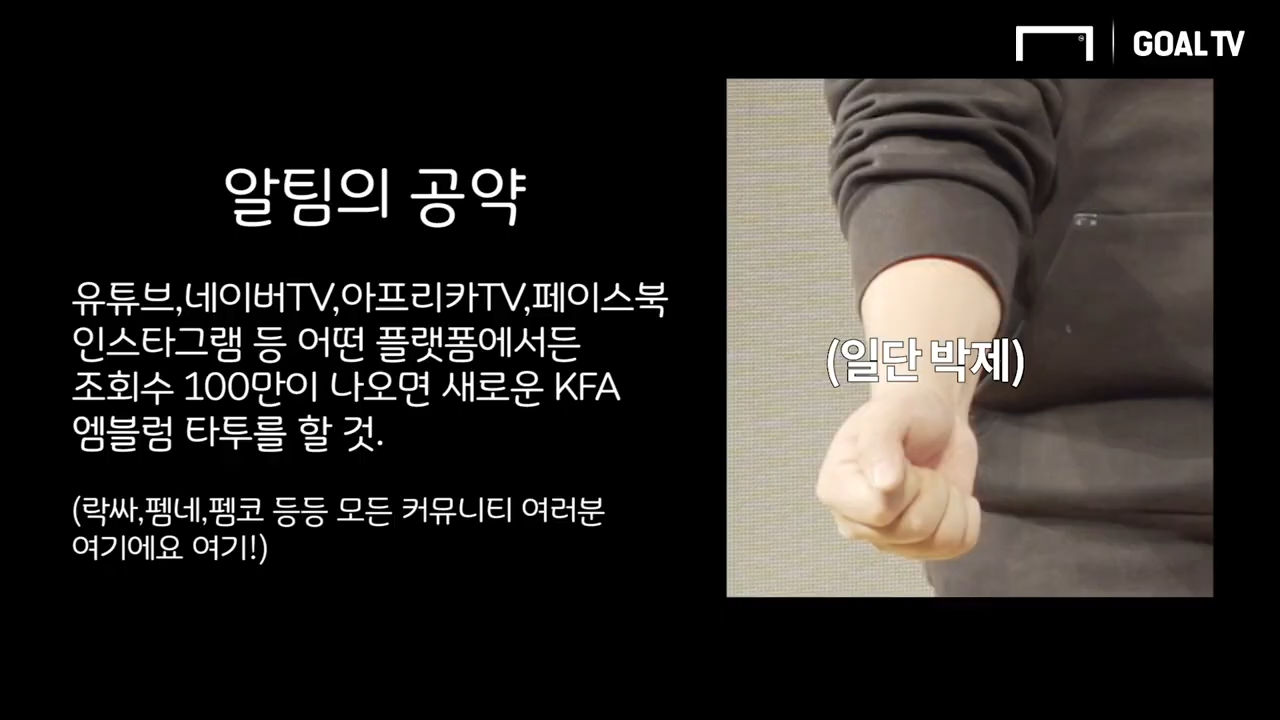 GOAL TV
알팀의 공약
유튜브,네이버TV,아프리카TV,페이스북
인스타그램 등 어떤 플랫폼에서든
조회수 100만이 나오면 새로운 KFA
엠블럼 타투를 할 것.
(락싸,펨네,펨코 등등 모든 커뮤니티 여러분
여기에요 여기!)
(일단 박제)